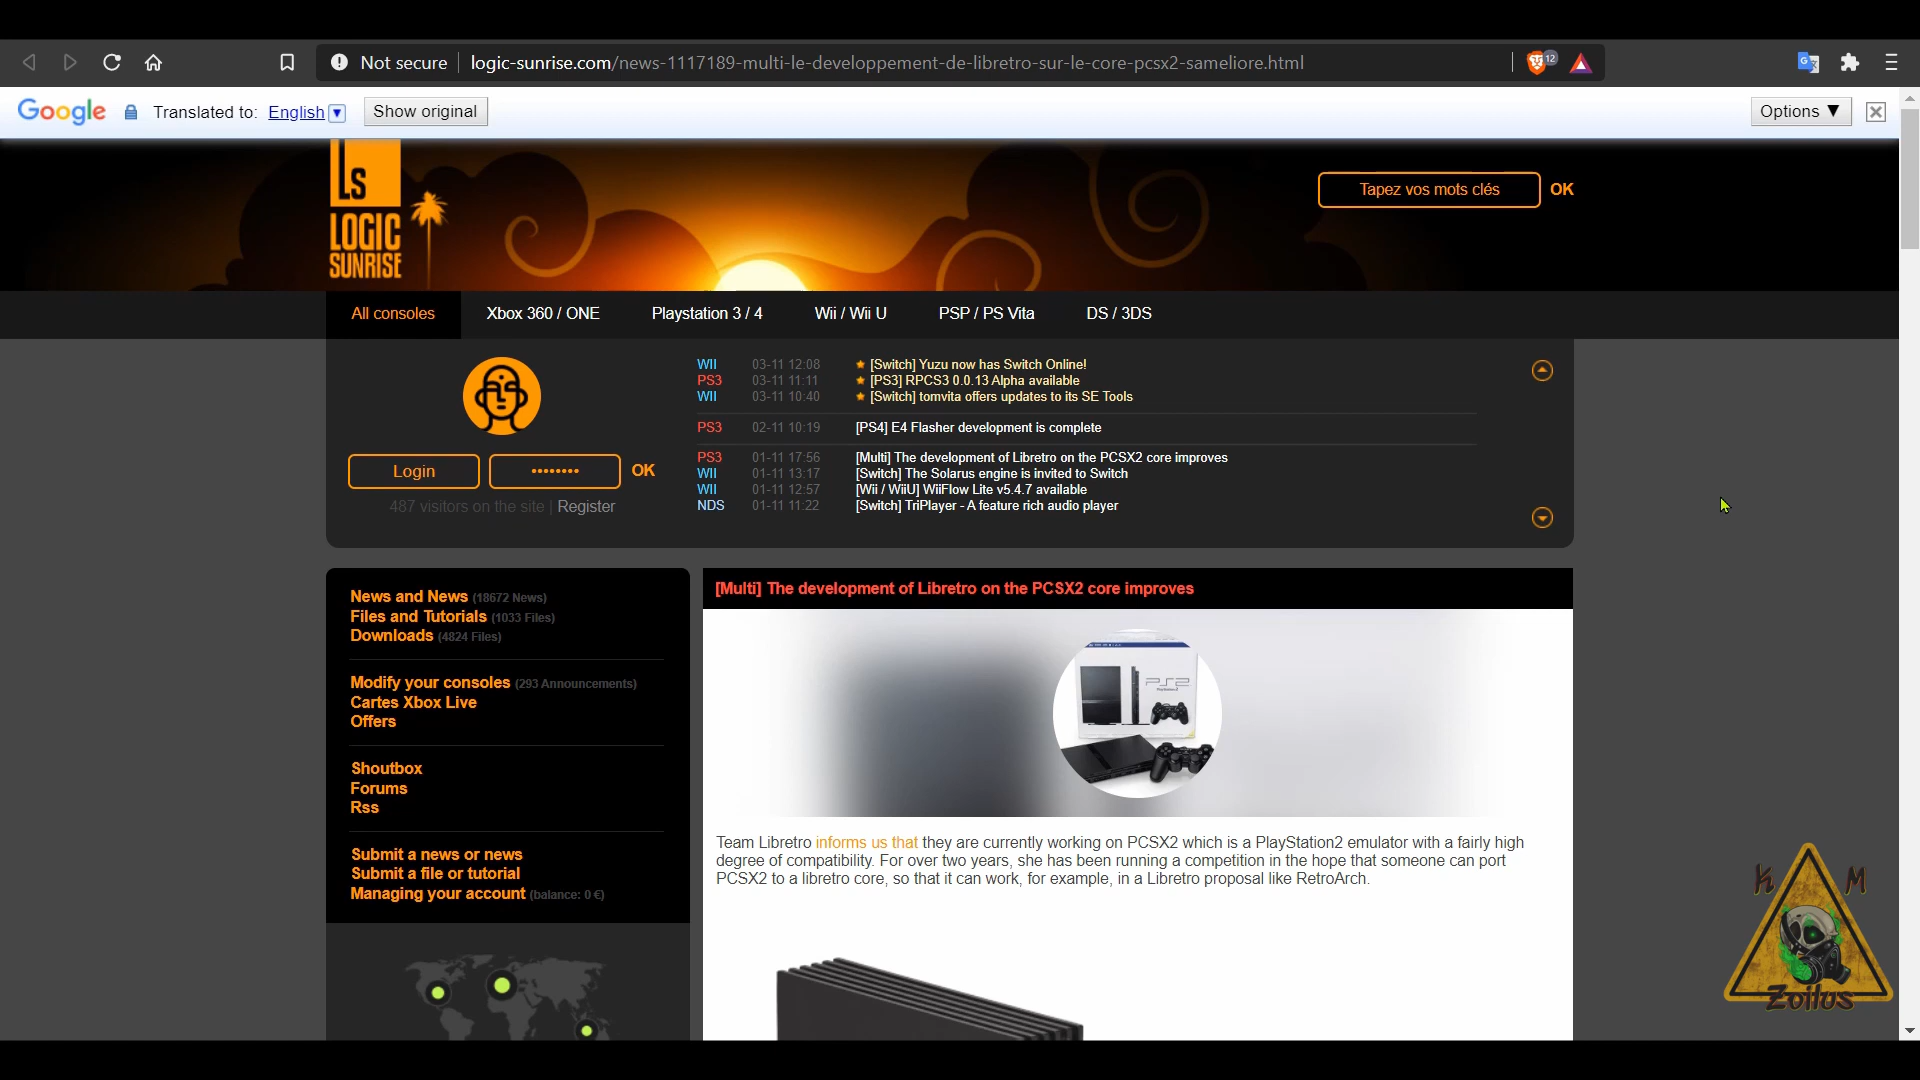 Not secure logic-sunrise.com/news-1117189-multi-le-developpement-de-libretro-sur-le-core-pcsx2-sameliore.html 12
Google Translated to: English ▼ Show original Options ▼
Ls
LOGIC
SUNRISE
Tapez vos mots clés OK
All consoles Xbox 360 / ONE Playstation 3 / 4 Wii / Wii U PSP / PS Vita DS / 3DS
Login •••••••• OK
487 visitors on the site | Register
WII 03-11 12:08 [Switch] Yuzu now has Switch Online!
PS3 03-11 11:11 [PS3] RPCS3 0.0.13 Alpha available
WII 03-11 10:40 [Switch] tomvita offers updates to its SE Tools
PS3 02-11 10:19 [PS4] E4 Flasher development is complete
PS3 01-11 17:56 [Multi] The development of Libretro on the PCSX2 core improves
WII 01-11 13:17 [Switch] The Solarus engine is invited to Switch
WII 01-11 12:57 [Wii / WiiU] WiiFlow Lite v5.4.7 available
NDS 01-11 11:22 [Switch] TriPlayer - A feature rich audio player
News and News (18672 News)
Files and Tutorials (1033 Files)
Downloads (4824 Files)
Modify your consoles (293 Announcements)
Cartes Xbox Live
Offers
Shoutbox
Forums
Rss
Submit a news or news
Submit a file or tutorial
Managing your account (balance: 0 €)
[Multi] The development of Libretro on the PCSX2 core improves
PS2
Team Libretro informs us that they are currently working on PCSX2 which is a PlayStation2 emulator with a fairly high
degree of compatibility. For over two years, she has been running a competition in the hope that someone can port
PCSX2 to a libretro core, so that it can work, for example, in a Libretro proposal like RetroArch.
K M
Zoilus